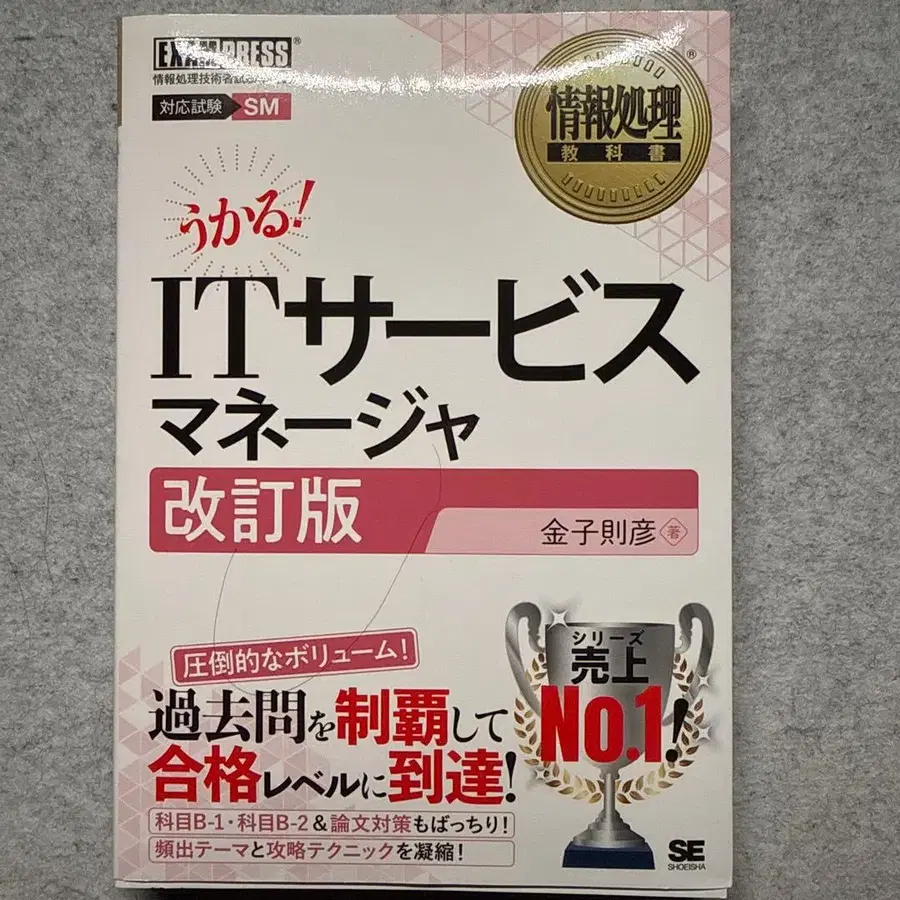 EXAMPRESS®
情報処理技術者試験
対応試験 SM
情報処理®
教科書
うかる!
ITサービス
マネージャ
改訂版
金子則彦 著
圧倒的なボリューム!
過去問を制覇して
合格レベルに到達!
科目B-1・科目B-2&論文対策もばっちり!
頻出テーマと攻略テクニックを凝縮!
シリーズ
売上
No.1!
SE
SHOEISHA